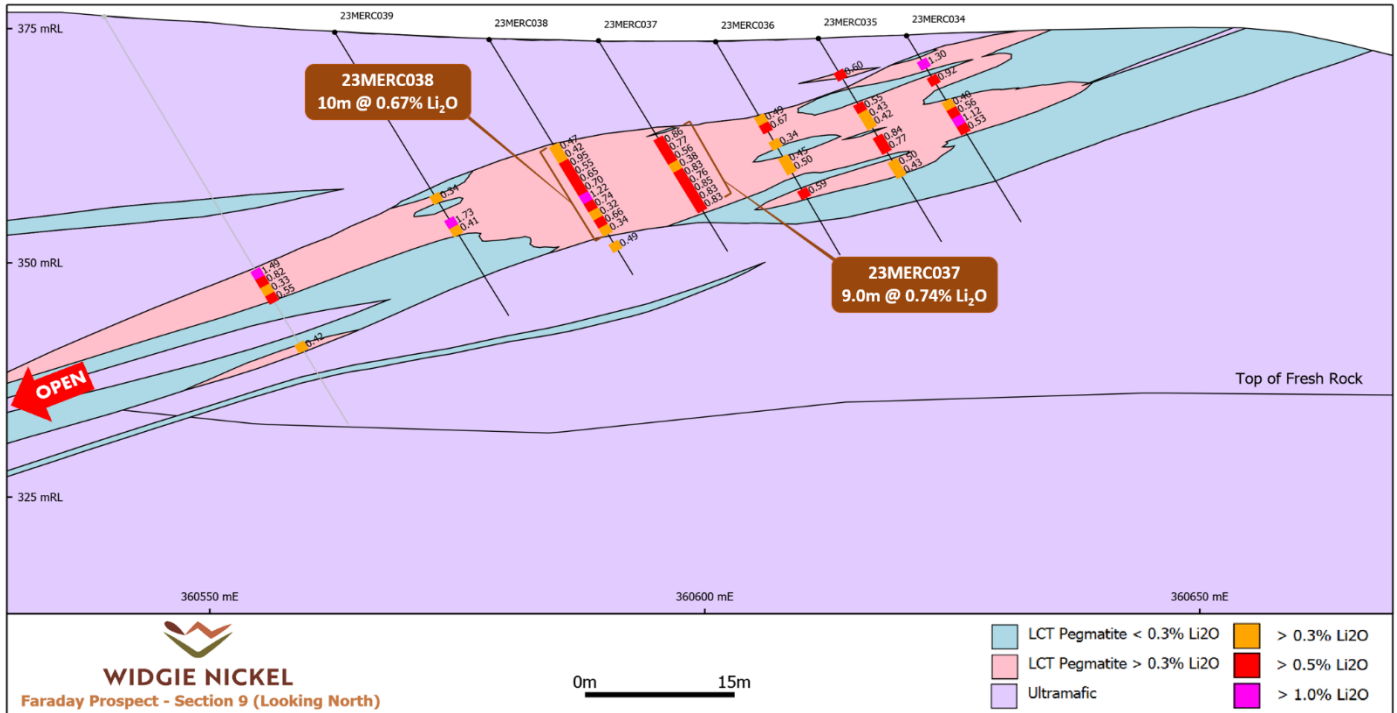 23MERC039
23MERC038
23MERC037
23MERC036
23MERC035
23MERC034
375 mRL
23MERC038
10m @ 0.67% Li₂O
1.30
0.92
0.40
0.56
1.12
0.53
0.60
0.55
0.43
0.42
0.84
0.77
0.50
0.43
0.49
0.67
0.34
0.45
0.50
0.59
0.86
0.77
0.56
0.38
0.83
0.76
0.85
0.83
0.83
0.47
0.42
0.95
0.55
0.65
0.70
1.22
0.74
0.32
0.66
0.34
0.49
0.34
1.73
0.41
350 mRL
1.49
0.82
0.33
0.55
0.42
23MERC037
9.0m @ 0.74% Li₂O
OPEN
Top of Fresh Rock
325 mRL
360550 mE
360600 mE
360650 mE
WIDGIE NICKEL
Faraday Prospect - Section 9 (Looking North)
0m
15m
LCT Pegmatite < 0.3% Li2O
LCT Pegmatite > 0.3% Li2O
Ultramafic
> 0.3% Li2O
> 0.5% Li2O
> 1.0% Li2O